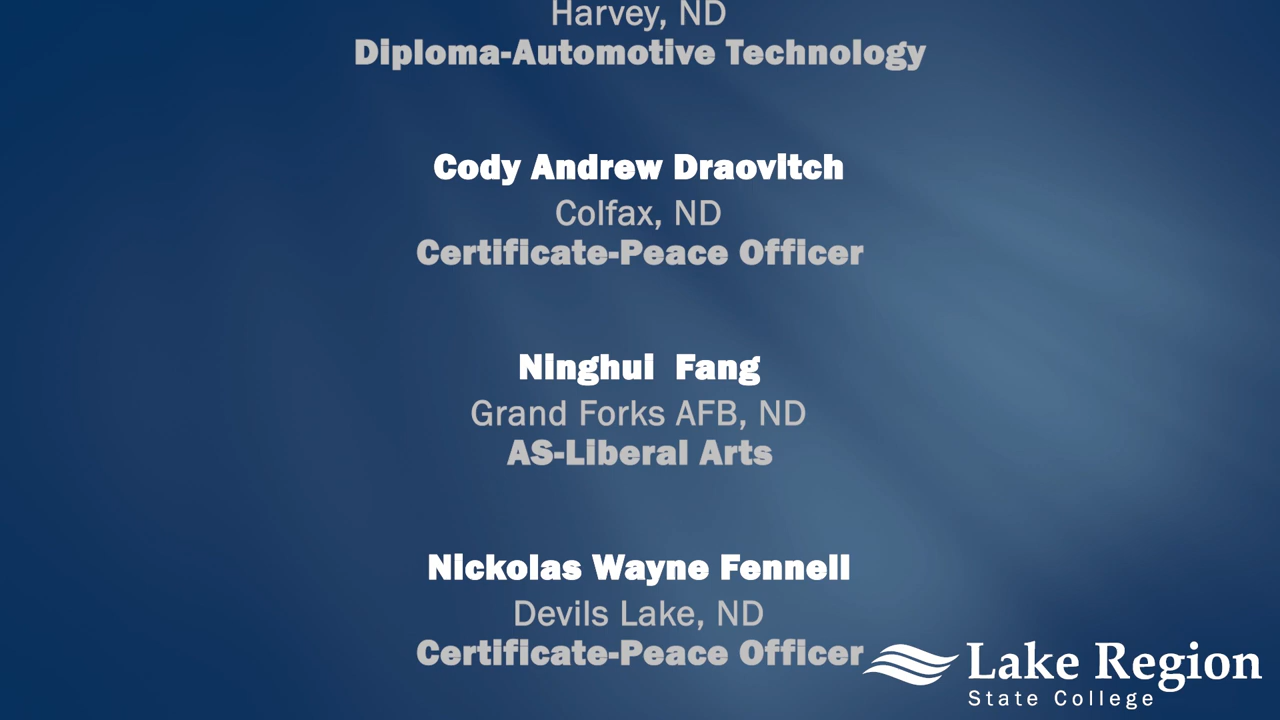 Harvey, ND
Diploma-Automotive Technology
Cody Andrew Draovitch
Colfax, ND
Certificate-Peace Officer
Ninghui Fang
Grand Forks AFB, ND
AS-Liberal Arts
Nickolas Wayne Fennell
Devils Lake, ND
Certificate-Peace Officer
Lake Region
State College